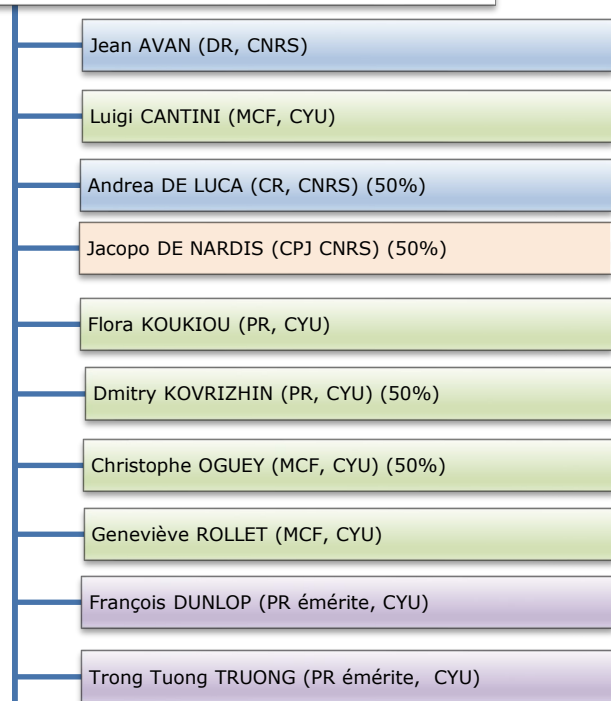 Jean AVAN (DR, CNRS)
Luigi CANTINI (MCF, CYU)
Andrea DE LUCA (CR, CNRS) (50%)
Jacopo DE NARDIS (CPJ CNRS) (50%)
Flora KOUKIOU (PR, CYU)
Dmitry KOVRIZHIN (PR, CYU) (50%)
Christophe OGUEY (MCF, CYU) (50%)
Geneviève ROLLET (MCF, CYU)
François DUNLOP (PR émérite, CYU)
Trong Tuong TRUONG (PR émérite, CYU)